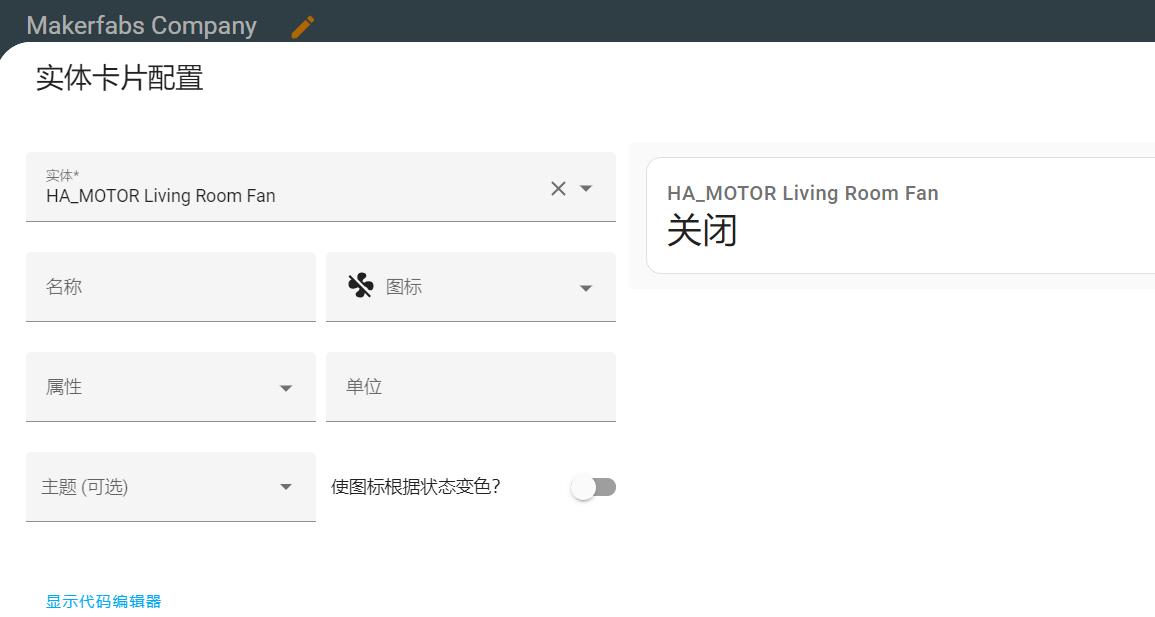 Makerfabs Company
实体卡片配置
实体*
HA_MOTOR Living Room Fan
HA_MOTOR Living Room Fan
关闭
名称
图标
属性
单位
主题 (可选)
使图标根据状态变色?
显示代码编辑器